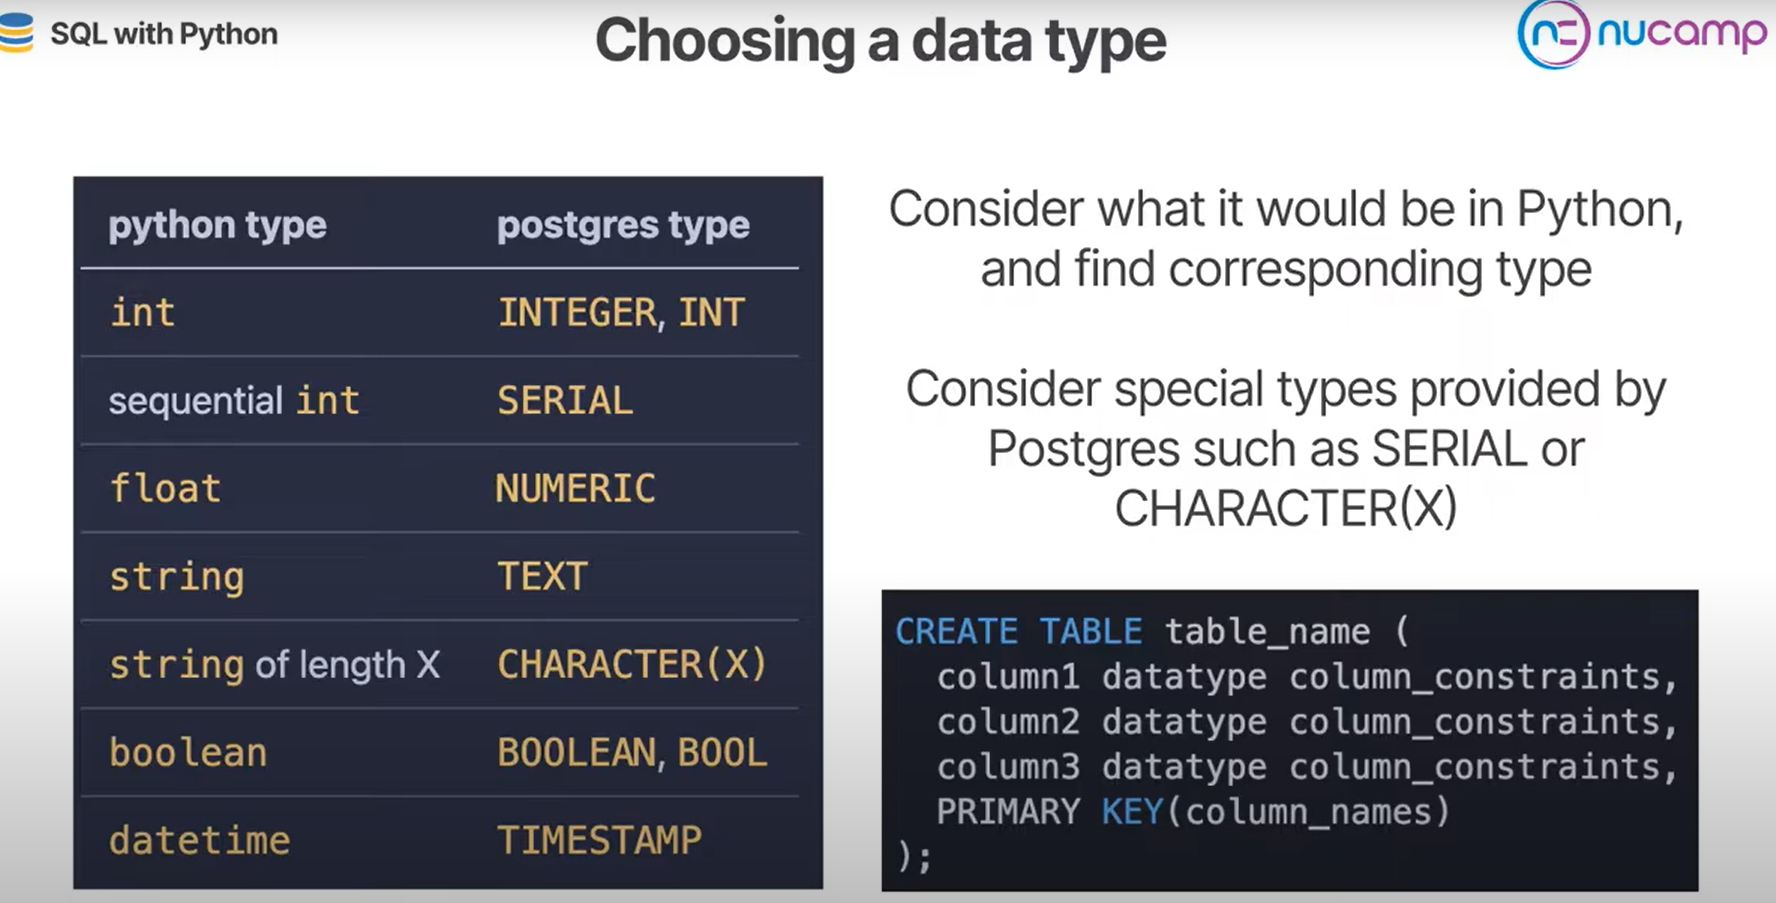 SQL with Python
Choosing a data type
nucamp
python type postgres type
int INTEGER, INT
sequential int SERIAL
float NUMERIC
string TEXT
string of length X CHARACTER(X)
boolean BOOLEAN, BOOL
datetime TIMESTAMP
Consider what it would be in Python,
and find corresponding type
Consider special types provided by
Postgres such as SERIAL or
CHARACTER(X)
CREATE TABLE table_name (
column1 datatype column_constraints,
column2 datatype column_constraints,
column3 datatype column_constraints,
PRIMARY KEY(column_names)
);